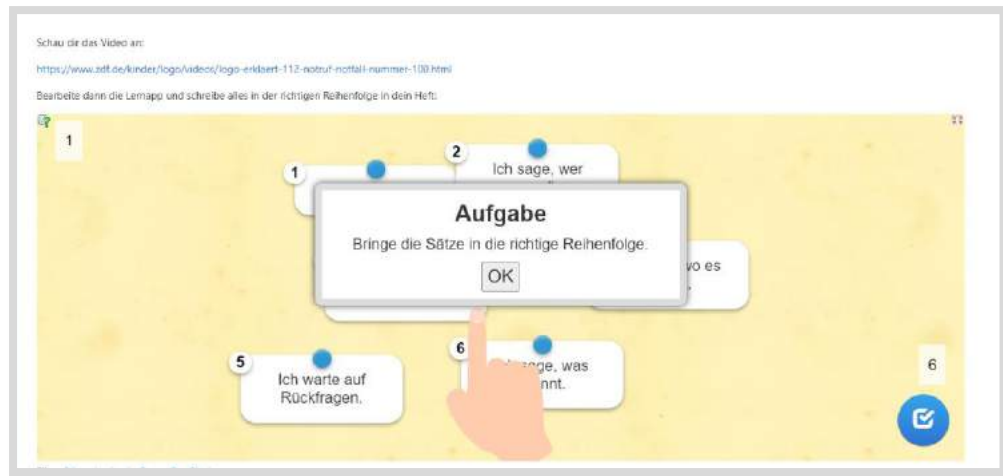 Schau dir das Video an:
https://www.zdf.de/kinder/logo/videos/logo-erklaert-112-notruf-notfall-nummer-100.html
Bearbeite dann die Lernapp und schreibe alles in der richtigen Reihenfolge in dein Heft:
1
2
Ich sage, wer
1
Aufgabe
Bringe die Sätze in die richtige Reihenfolge.
OK
wo es
5
Ich warte auf
Rückfragen.
6
sage, was
6